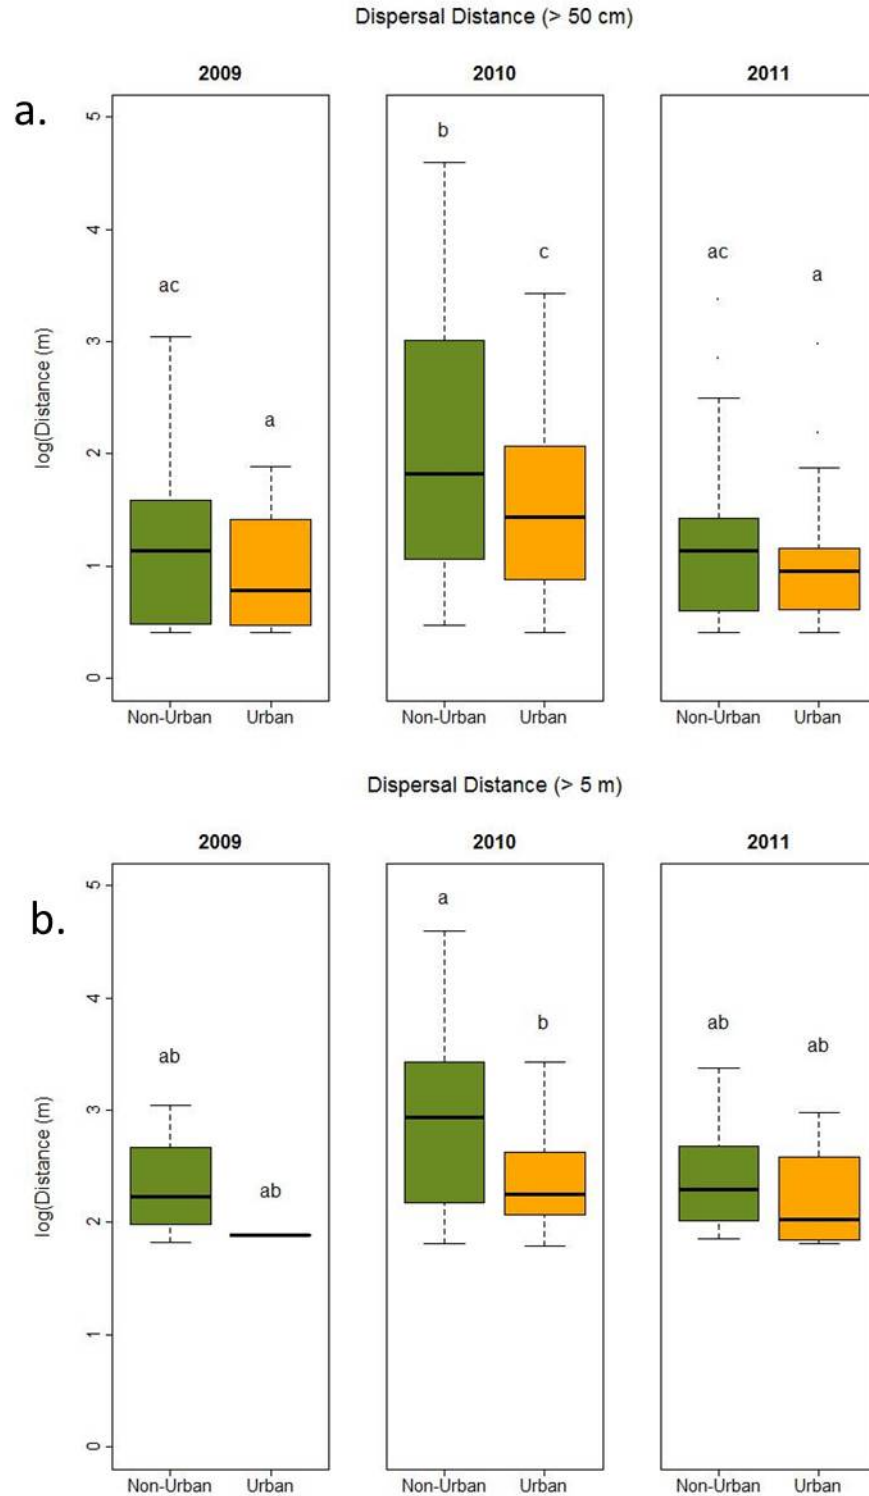 Dispersal Distance (> 50 cm)
2009 2010 2011
a.
5
4
3
2
1
0
log(Distance (m)
ac a b c ac a
Non-Urban Urban Non-Urban Urban Non-Urban Urban
Dispersal Distance (> 5 m)
2009 2010 2011
b.
5
4
3
2
1
0
log(Distance (m)
ab ab a b ab ab
Non-Urban Urban Non-Urban Urban Non-Urban Urban